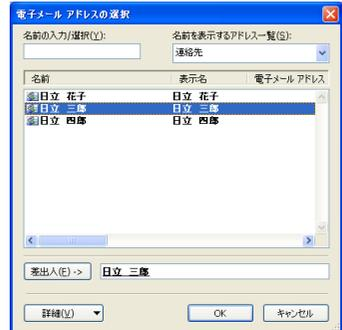 電子メール アドレスの選択
名前の入力/選択(Y):
名前を表示するアドレス一覧(S):
連絡先
名前 表示名 電子メール アドレス
日立 花子 日立 花子
日立 三郎 日立 三郎
日立 四郎 日立 四郎
差出人(E) -> 日立 三郎
詳細(V) OK キャンセル